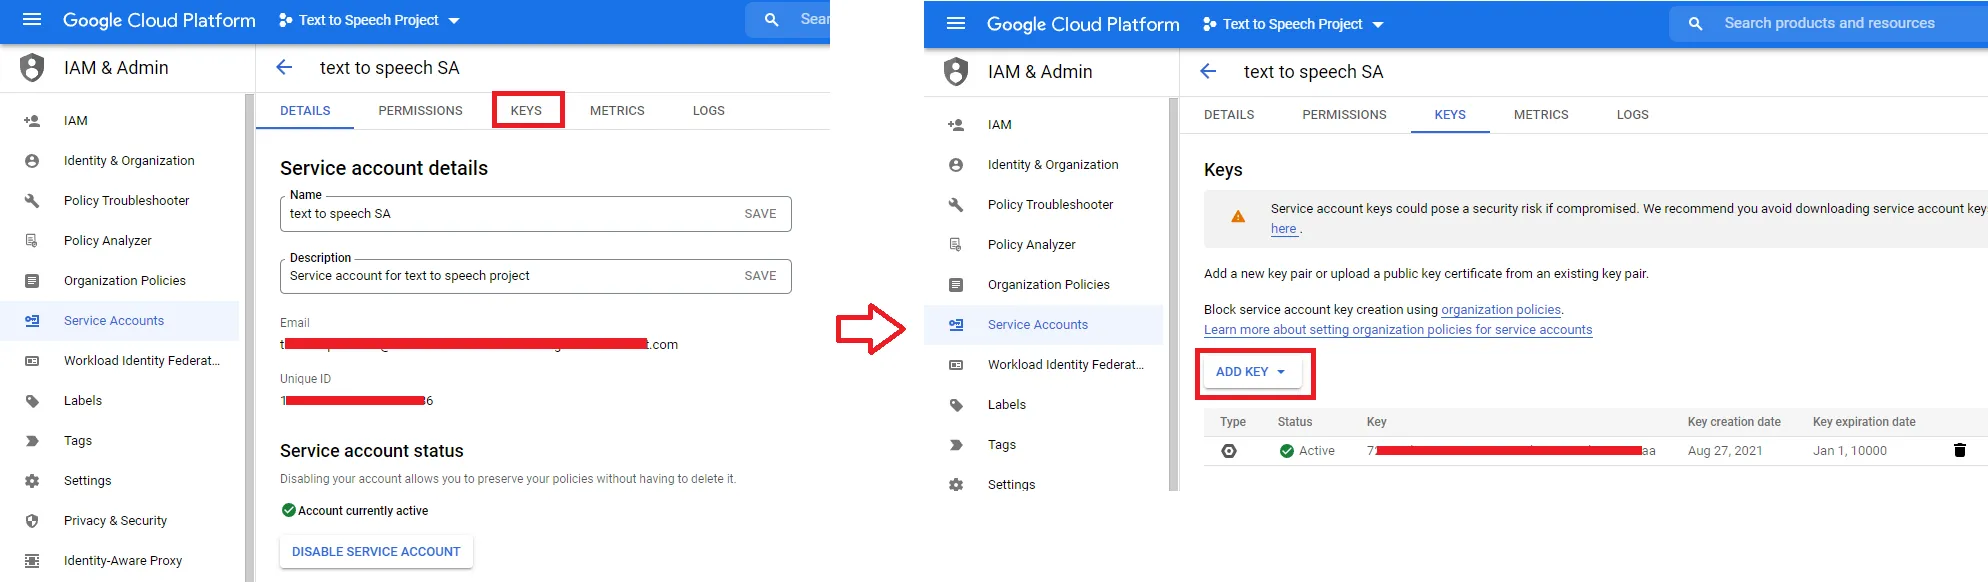 Google Cloud Platform
Text to Speech Project
Sear
IAM & Admin
text to speech SA
DETAILS PERMISSIONS KEYS METRICS LOGS
IAM
Identity & Organization
Policy Troubleshooter
Policy Analyzer
Organization Policies
Service Accounts
Workload Identity Federat...
Labels
Tags
Settings
Privacy & Security
Identity-Aware Proxy
Service account details
Name
text to speech SA SAVE
Description
Service account for text to speech project SAVE
Email
t .com
Unique ID
1 6
Service account status
Disabling your account allows you to preserve your policies without having to delete it.
Account currently active
DISABLE SERVICE ACCOUNT
Google Cloud Platform
Text to Speech Project
Search products and resources
IAM & Admin
text to speech SA
DETAILS PERMISSIONS KEYS METRICS LOGS
IAM
Identity & Organization
Policy Troubleshooter
Policy Analyzer
Organization Policies
Service Accounts
Workload Identity Federat...
Labels
Tags
Settings
Keys
Service account keys could pose a security risk if compromised. We recommend you avoid downloading service account key
here .
Add a new key pair or upload a public key certificate from an existing key pair.
Block service account key creation using organization policies.
Learn more about setting organization policies for service accounts
ADD KEY
Type Status Key Key creation date Key expiration date
Active 72 aa Aug 27, 2021 Jan 1, 10000